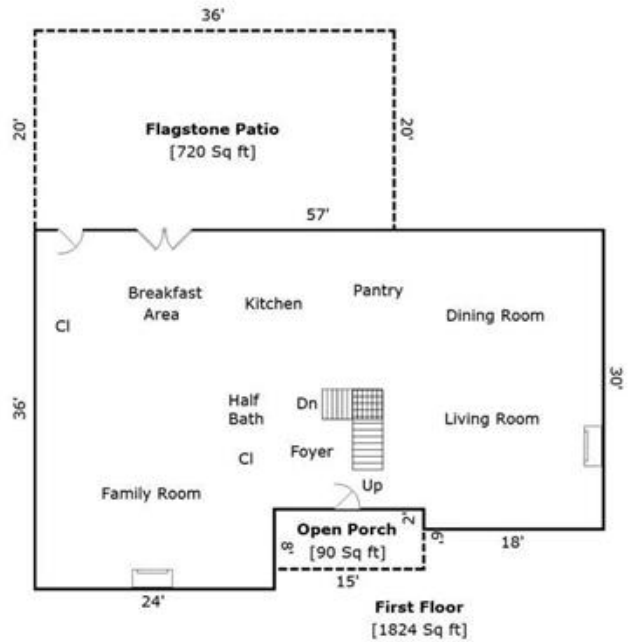 36'
20'
20'
Flagstone Patio
[720 Sq ft]
57'
Breakfast
Area
Kitchen
Pantry
Dining Room
Cl
36'
30'
Half
Bath
Dn
Living Room
Cl
Foyer
Up
Family Room
2'
Open Porch
[90 Sq ft]
8'
6'
15'
18'
24'
First Floor
[1824 Sq ft]